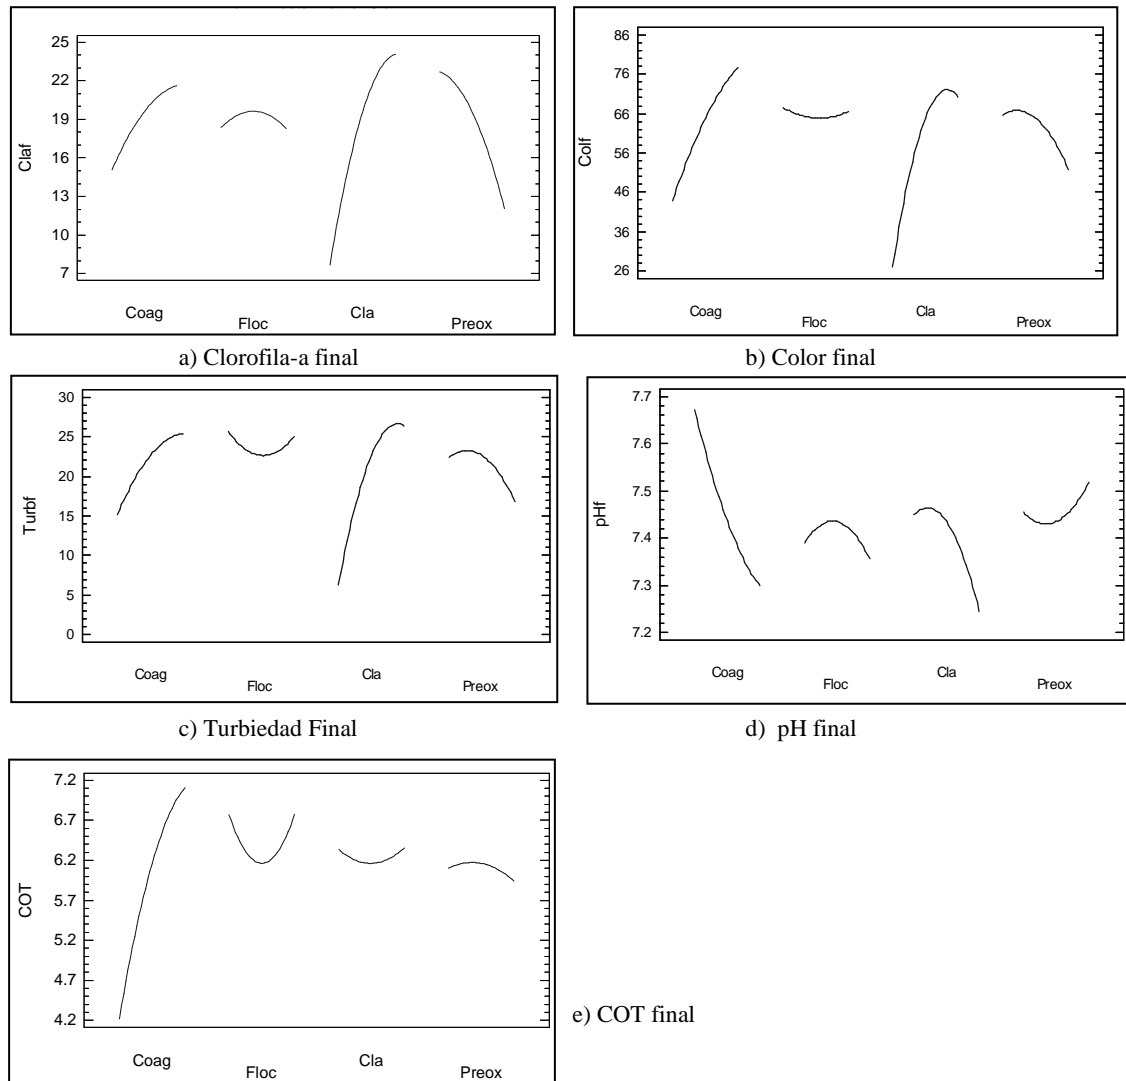 25
22
19
16
13
10
7
Claf
Coag
Floc
Cla
Preox
a) Clorofila-a final
86
76
66
56
46
36
26
Colf
Coag
Floc
Cla
Preox
b) Color final
30
25
20
15
10
5
0
Turbf
Coag
Floc
Cla
Preox
c) Turbiedad Final
7.7
7.6
7.5
7.4
7.3
7.2
pHf
Coag
Floc
Cla
Preox
d) pH final
7.2
6.7
6.2
5.7
5.2
4.7
4.2
COT
Coag
Floc
Cla
Preox
e) COT final